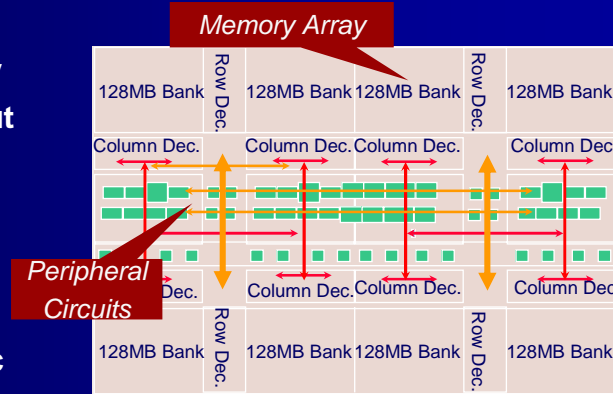 Memory Array
ut
128MB Bank
Row Dec.
128MB Bank
128MB Bank
Row Dec.
128MB Bank
Column Dec.
Column Dec.
Column Dec.
Column Dec.
Peripheral
Circuits
Dec.
Column Dec.
Column Dec.
Column Dec
128MB Bank
Row Dec.
128MB Bank
128MB Bank
Row Dec.
128MB Bank
c